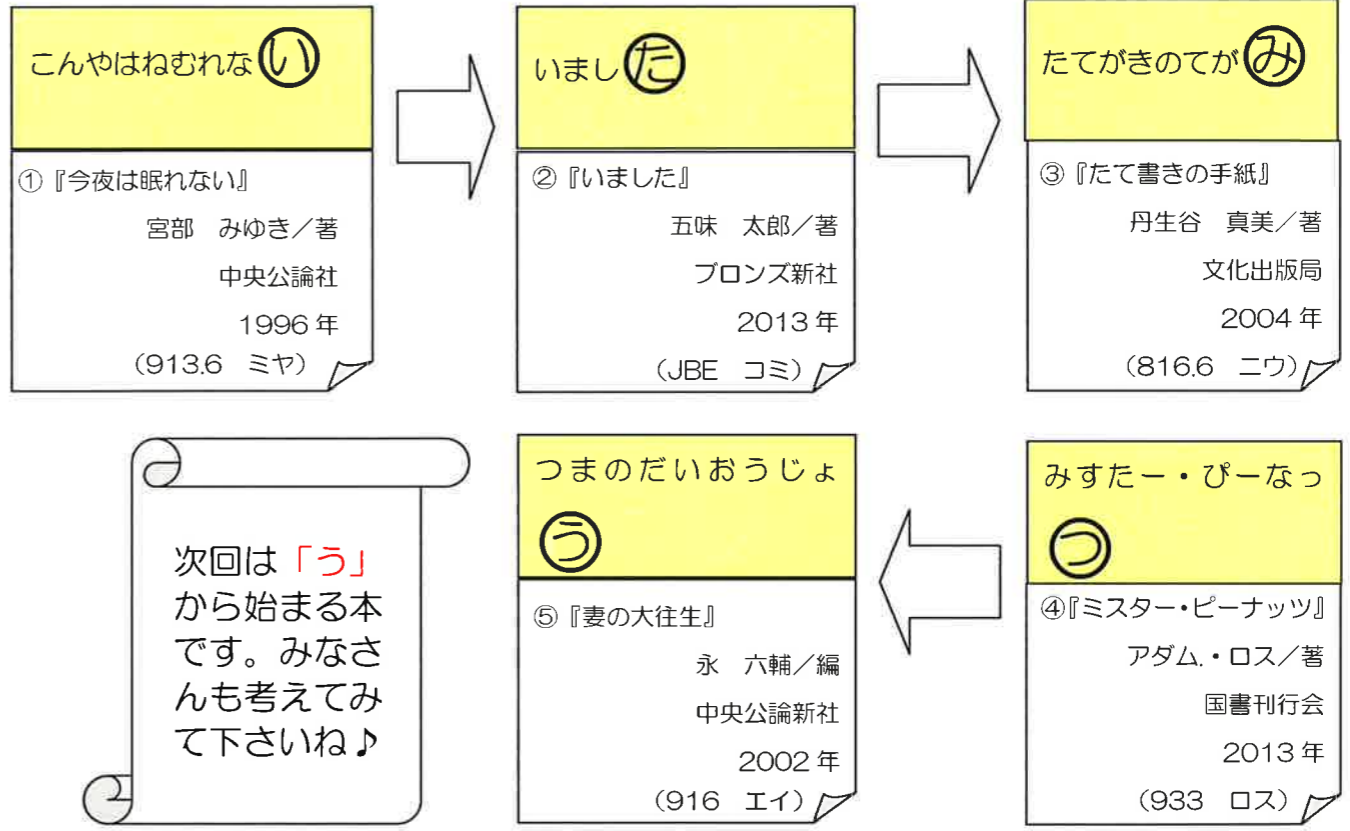 こんやはねむれない
①『今夜は眠れない』
宮部　みゆき／著
中央公論社
1996年
（913.6　ミヤ）
いました
②『いました』
五味　太郎／著
ブロンズ新社
2013年
（JBE　コミ）
たてがきのてがみ
③『たて書きの手紙』
丹生谷　真美／著
文化出版局
2004年
（816.6　ニウ）
みすたー・ぴーなっ
つ
④『ミスター・ピーナッツ』
アダム.・ロス／著
国書刊行会
2013年
（933　ロス）
つまのだいおうじょ
う
⑤『妻の大往生』
永　六輔／編
中央公論新社
2002年
（916　エイ）
次回は「う」
から始まる本
です。みなさ
んも考えてみ
て下さいね♪